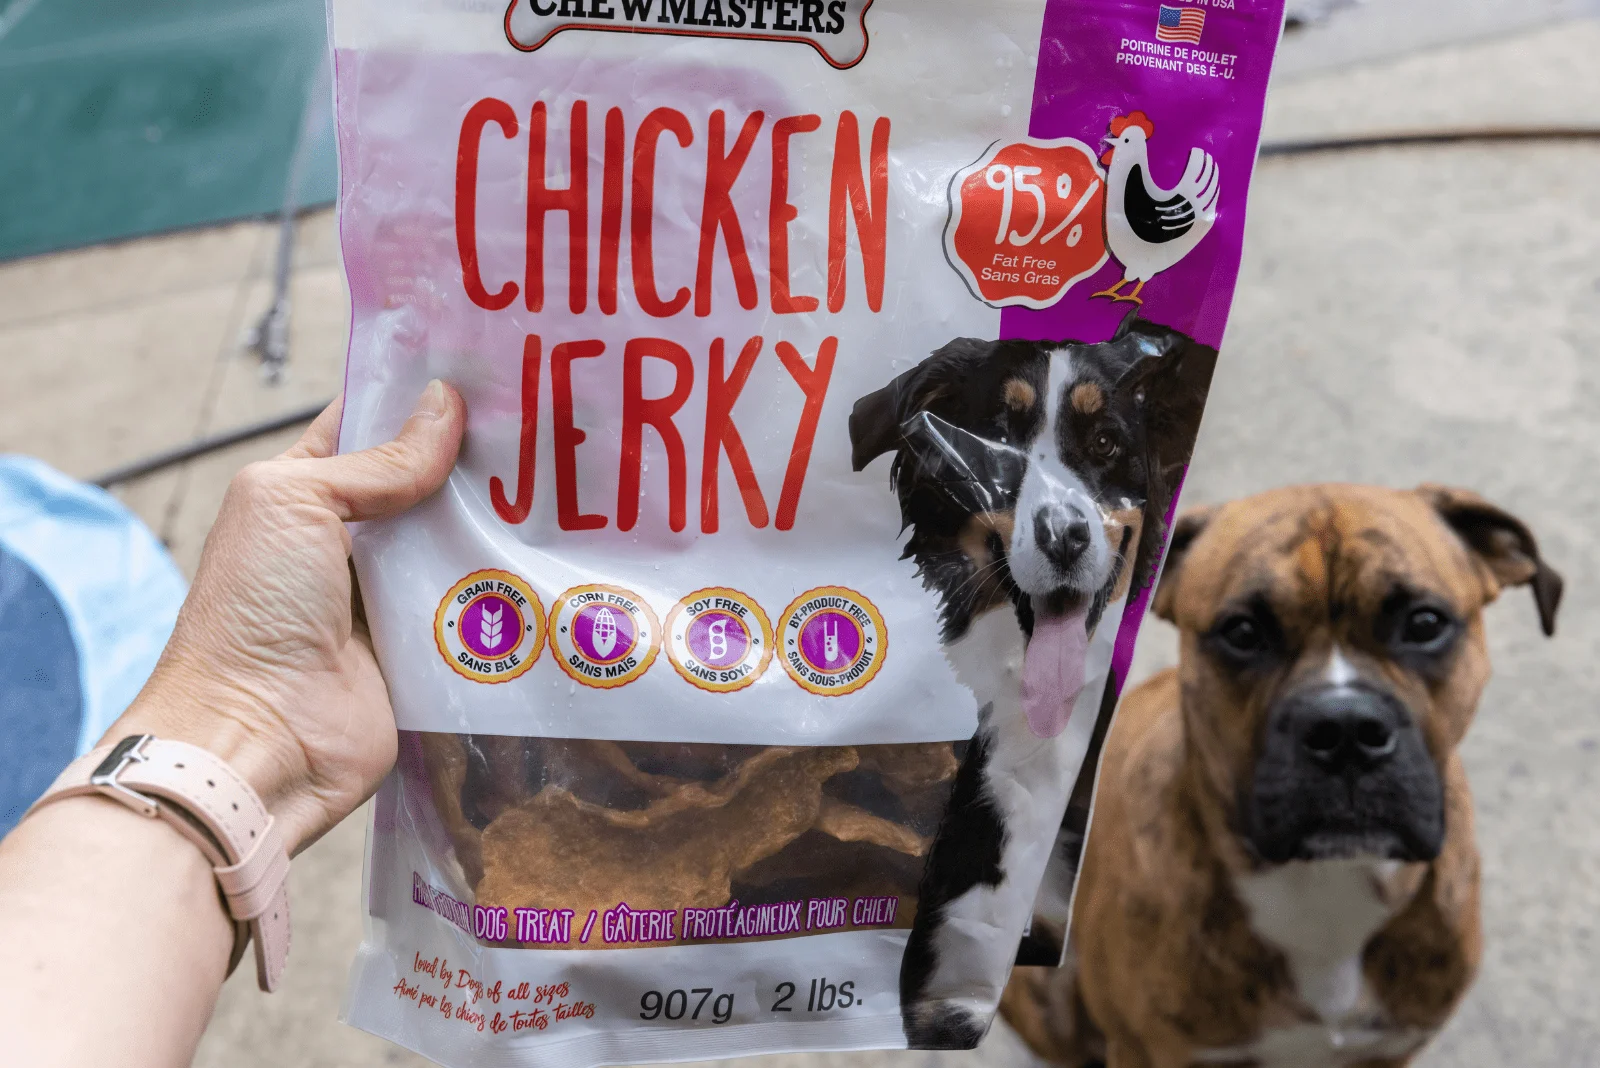 CHEWMASTERS
IN USA
POITRINE DE POULET
PROVENANT DES É.-U.
CHICKEN
JERKY
95%
Fat Free
Sans Gras
GRAIN FREE
SANS BLÉ
CORN FREE
SANS MAÏS
SOY FREE
SANS SOYA
BY-PRODUCT FREE
SANS SOUS-PRODUIT
DOG TREAT / GÂTERIE PROTÉAGINEUX POUR CHIEN
Loved by Dogs of all sizes
Aimé par les chiens de toutes tailles
907g 2 lbs.